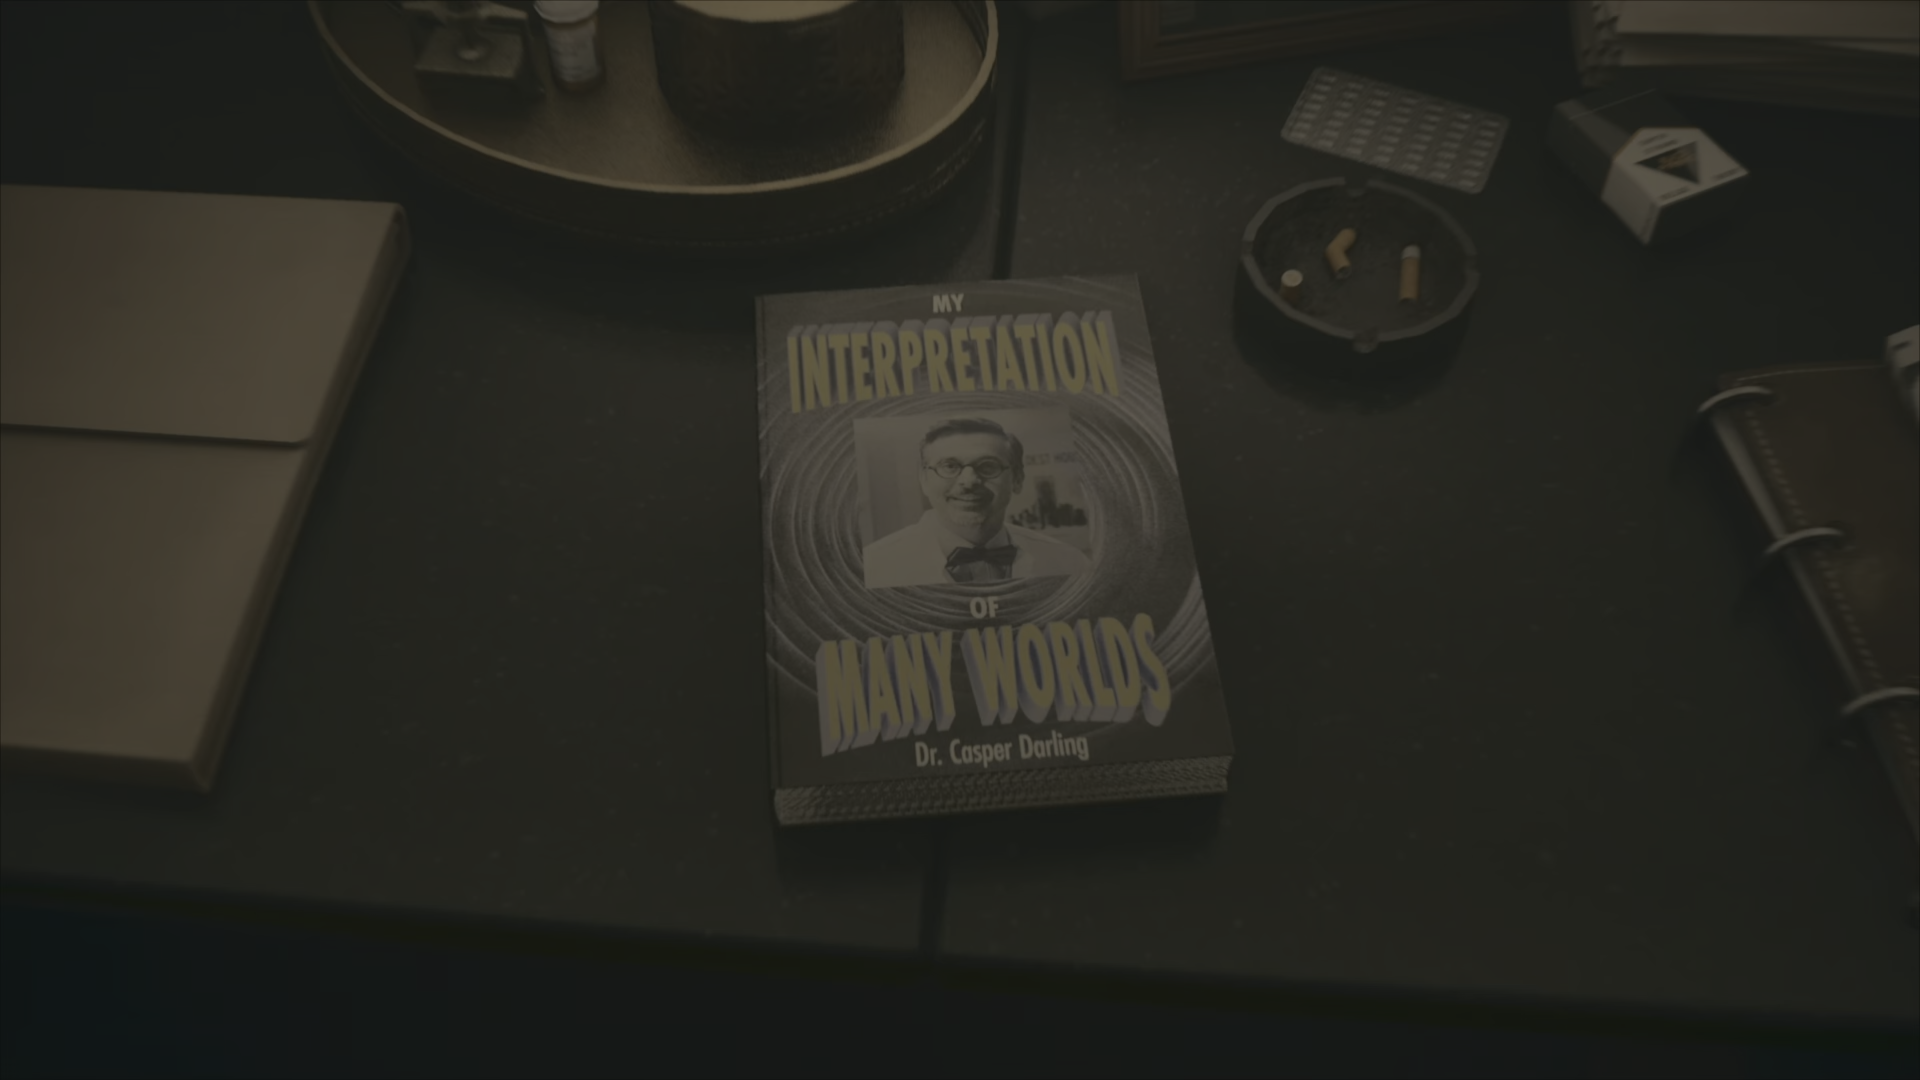 MY
INTERPRETATION
OF
MANY WORLDS
Dr. Casper Darling